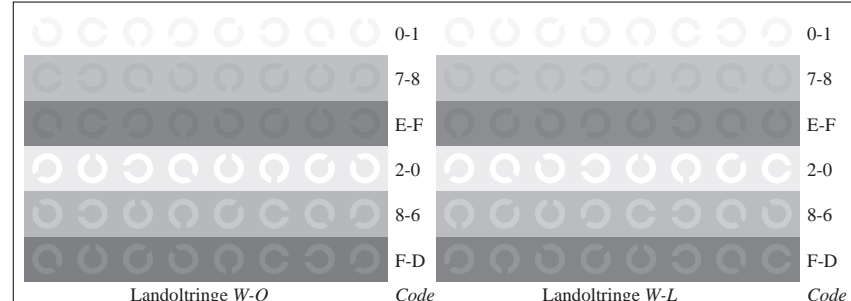 0-1 0-1
7-8 7-8
E-F E-F
2-0 2-0
8-6 8-6
F-D F-D
Landoltringe W-O Code Landoltringe W-L Code